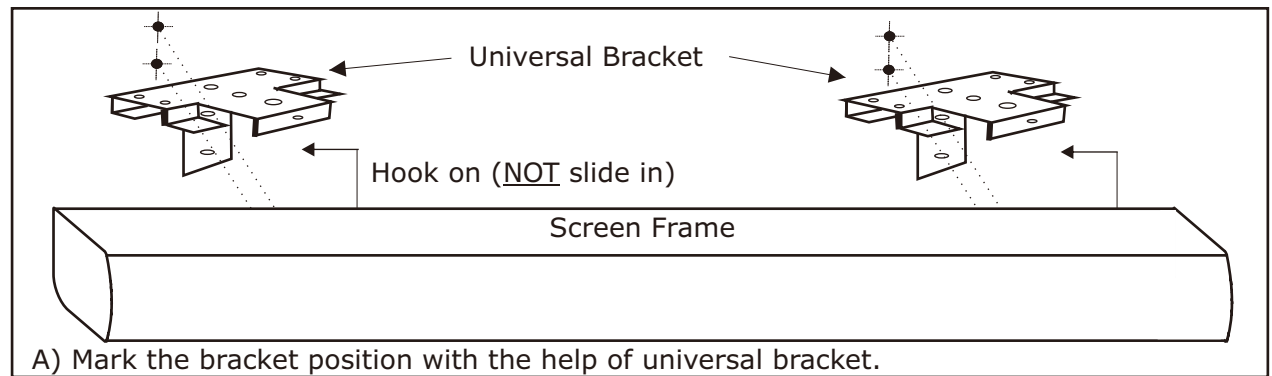 Universal Bracket
Hook on (NOT slide in)
Screen Frame
A) Mark the bracket position with the help of universal bracket.